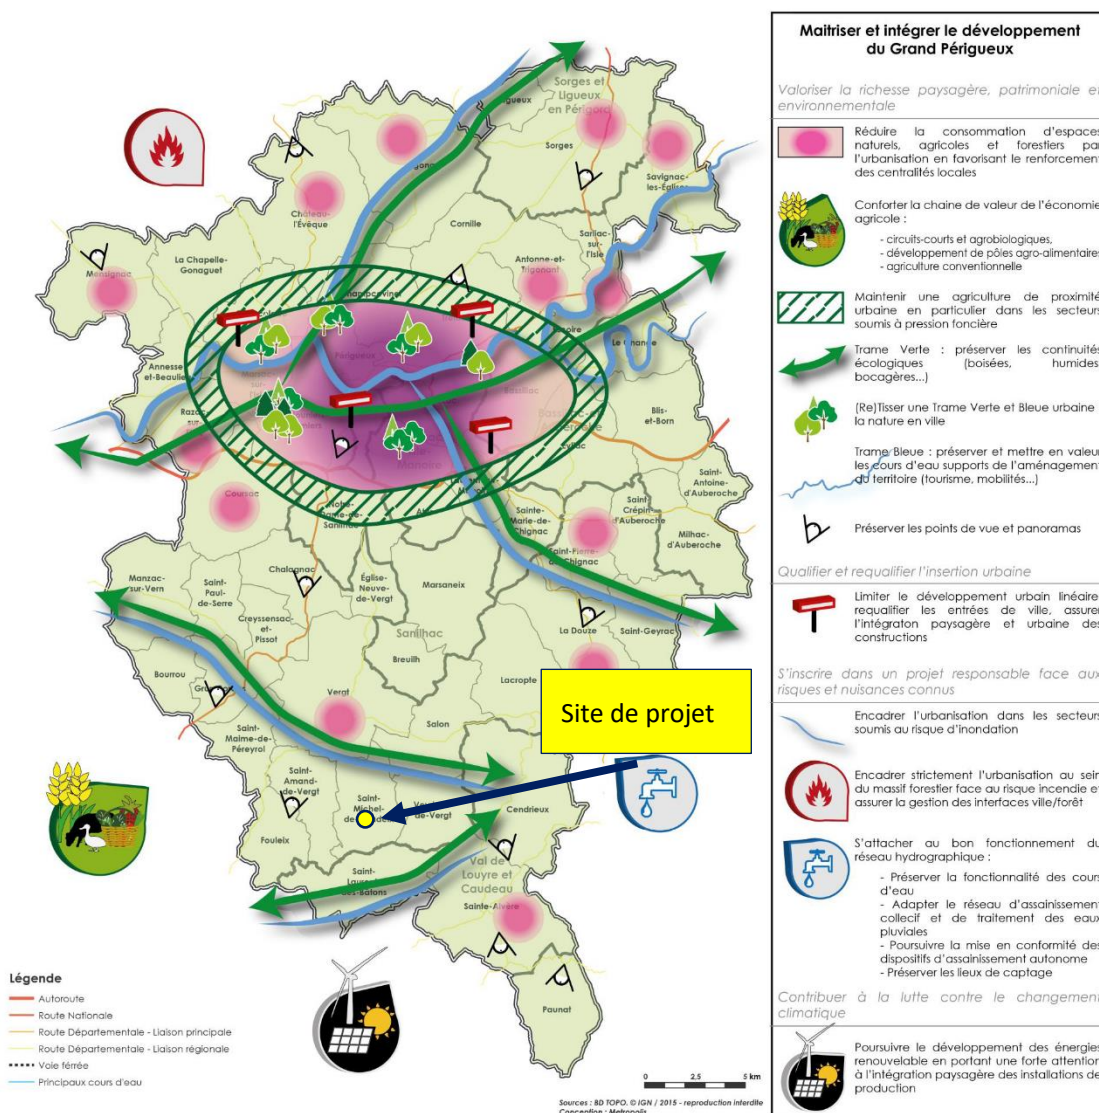 Maitriser et intégrer le développement
du Grand Périgueux
Valoriser la richesse paysagère, patrimoniale et
environnementale
Réduire la consommation d'espaces
naturels, agricoles et forestiers par
l'urbanisation en favorisant le renforcement
des centralités locales
Conforter la chaine de valeur de l'économie
agricole :
- circuits-courts et agrobiologiques,
- développement de pôles agro-alimentaires
- agriculture conventionnelle
Maintenir une agriculture de proximité
urbaine en particulier dans les secteurs
soumis à pression foncière
Trame Verte : préserver les continuités
écologiques (boisées, humides,
bocagères...)
(Re)Tisser une Trame Verte et Bleue urbaine
la nature en ville
Trame Bleue : préserver et mettre en valeur
les cours d'eau supports de l'aménagement
du territoire (tourisme, mobilités...)
Préserver les points de vue et panoramas
Qualifier et requalifier l'insertion urbaine
Limiter le développement urbain linéaire
requalifier les entrées de ville, assurer
l'intégraton paysagère et urbaine des
constructions
S'inscrire dans un projet responsable face aux
risques et nuisances connus
Encadrer l'urbanisation dans les secteurs
soumis au risque d'inondation
Encadrer strictement l'urbanisation au sein
du massif forestier face au risque incendie et
assurer la gestion des interfaces ville/forêt
S'attacher au bon fonctionnement du
réseau hydrographique :
- Préserver la fonctionnalité des cours
d'eau
- Adapter le réseau d'assainissement
collecif et de traitement des eaux
pluviales
- Poursuivre la mise en conformité des
dispositifs d'assainissement autonome
- Préserver les lieux de captage
Contribuer à la lutte contre le changement
climatique
Poursuivre le développement des énergies
renouvelable en portant une forte attention
à l'intégration paysagère des installations de
production
Sorges et
Ligueux
en Périgord
Sorges
Savignac-
les-Églises
Château-
l'Évêque
Cornille
Sarliac-
sur-
l'Isle
La Chapelle-
Gonaguet
Mensignac
Antonne-et-
Trigonant
Champcevinel
Périgueux
Le Change
Annesse-
et-Beaulieu
Bassillac
Razac-
sur-
Blis-
et-Born
Coursac
Saint-
Antoine-
d'Auberoche
Saint-
Crépin-
d'Auberoche
Milhac-
d'Auberoche
Notre-
Dame-de-
Sanilhac
Sainte-
Marie-de-
Chignac
Saint-Pierre-
de-Chignac
Manzac-
sur-Vern
Saint-
Paul-
de-Serre
Chalagnac
Église-
Neuve-
de-Vergt
Marsaneix
Creyssensac-
et-
Pissot
Sanilhac
La Douze
Saint-Geyrac
Breuilh
Bourrou
Lacropte
Vergt
Salon
Saint-
Maime-de-
Péreyrol
Site de projet
Saint-
Amand
de-Vergt
Saint-
Michel-
de-Vergt
Cendrieux
Fouleix
Val de
Louyre et
Caudeau
Saint-
Sainte-Alvère
Paunat
Légende
Autoroute
Route Nationale
Route Départementale - Liaison principale
Route Départementale - Liaison régionale
Voie férrée
Principaux cours d'eau
0 2,5 5 km
Sources : BD TOPO. © IGN / 2015 - reproduction interdite
Conception : Metropolis